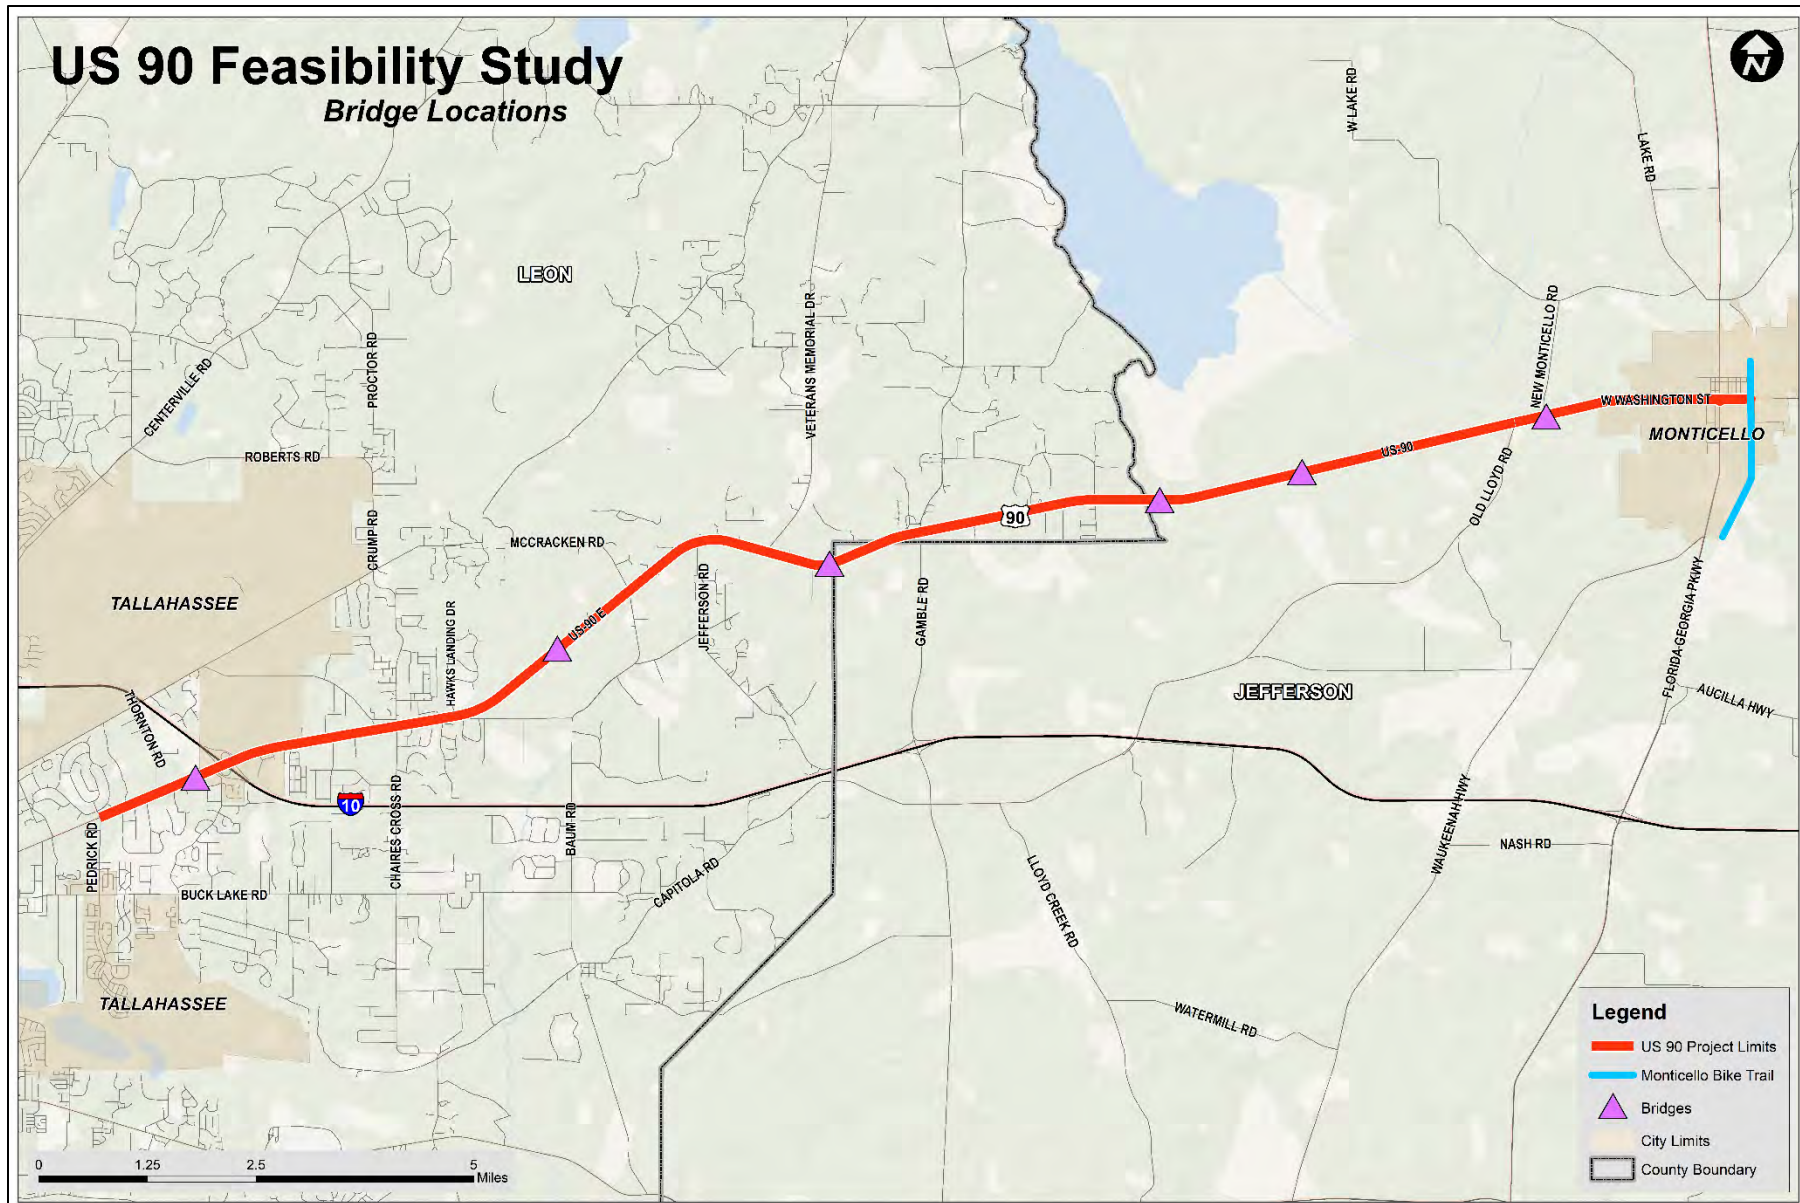 US 90 Feasibility Study
Bridge Locations
N
W LAKE RD
LAKE RD
LEON
VETERANS MEMORIAL DR
NEW MONTICELLO RD
PROCTOR RD
CENTERVILLE RD
W WASHINGTON ST
MONTICELLO
ROBERTS RD
US-90
OLD LLOYD RD
CRUMP RD
90
MCCRACKEN RD
JEFFERSON RD
GAMBLE RD
TALLAHASSEE
US-90 E
HAWKS LANDING DR
FLORIDA GEORGIA PKWY
JEFFERSON
AUCILLA HWY
THORNTON RD
10
CHAIRES CROSS RD
BAUM RD
PEDRICK RD
WAUKEENAH HWY
NASH RD
BUCK LAKE RD
CAPITOLA RD
LLOYD CREEK RD
TALLAHASSEE
WATERMILL RD
Legend
US 90 Project Limits
Monticello Bike Trail
Bridges
City Limits
County Boundary
0 1.25 2.5 5
Miles